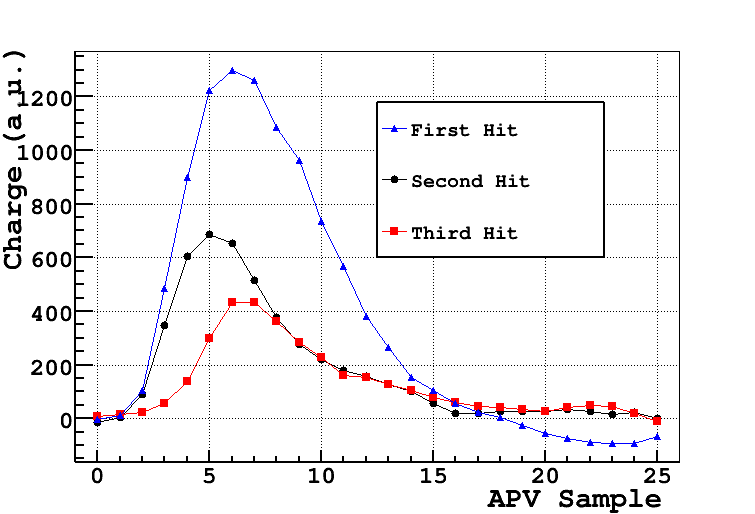 Charge (a.u.)
1200
1000
800
600
400
200
0
First Hit
Second Hit
Third Hit
0 5 10 15 20 25
APV Sample